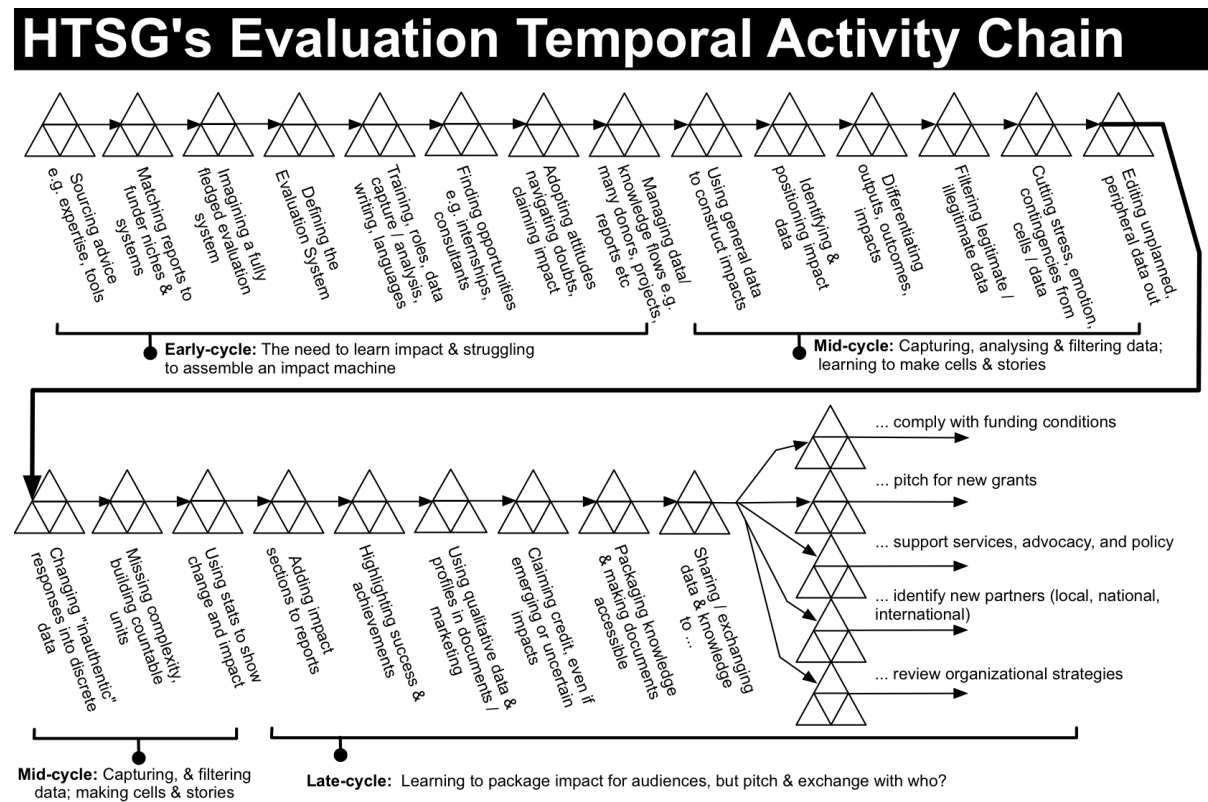 HTSG's Evaluation Temporal Activity Chain
Sourcing advice
e.g. expertise, tools
Matching reports to
funder niches &
systems
Imagining a fully
fledged evaluation
system
Defining the
Evaluation System
Training, roles, data
capture / analysis,
writing, languages
Finding opportunities
e.g. internships,
consultants
Adopting attitudes
navigating doubts,
claiming impact
Managing data/
knowledge flows e.g.
many donors, projects,
reports etc
Using general data
to construct impacts
Identifying &
positioning impact
data
Differentiating
outputs, outcomes,
impacts
Filtering legitimate /
illegitimate data
Cutting stress, emotion,
contingencies from
cells / data
Editing unplanned,
peripheral data out
Early-cycle: The need to learn impact & struggling
to assemble an impact machine
Mid-cycle: Capturing, analysing & filtering data;
learning to make cells & stories
Changing "inauthentic"
responses into discrete
data
Missing complexity,
building countable
units
Using stats to show
change and impact
Adding impact
sections to reports
Highlighting success &
achievements
Using qualitative data &
profiles in documents /
marketing
Claiming credit, even if
emerging or uncertain
impacts
Packaging knowledge
& making documents
accessible
Sharing / exchanging
data & knowledge
to ...
... comply with funding conditions
... pitch for new grants
... support services, advocacy, and policy
... identify new partners (local, national,
international)
... review organizational strategies
Mid-cycle: Capturing, & filtering
data; making cells & stories
Late-cycle: Learning to package impact for audiences, but pitch & exchange with who?